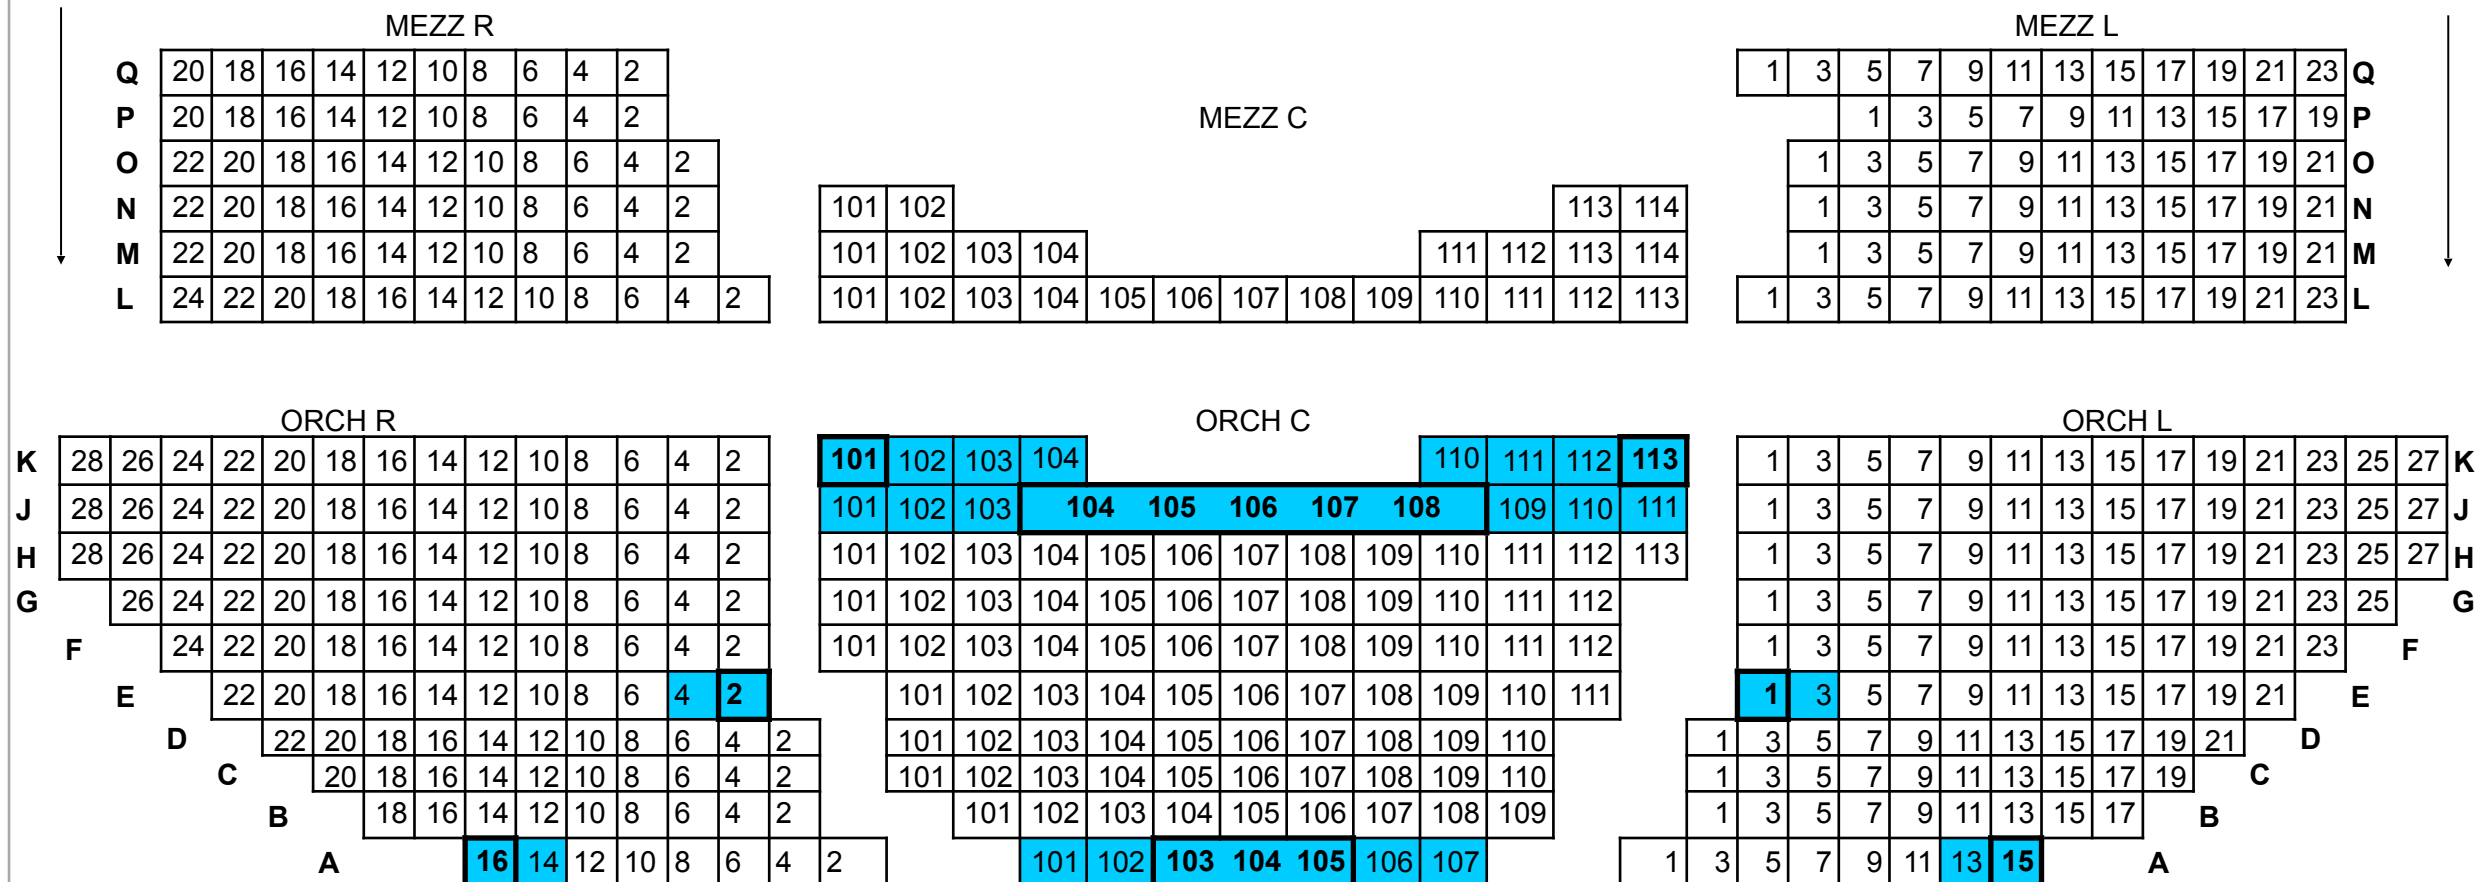 MEZZ R MEZZ L
Q 20 18 16 14 12 10 8 6 4 2 1 3 5 7 9 11 13 15 17 19 21 23 Q
P 20 18 16 14 12 10 8 6 4 2 MEZZ C 1 3 5 7 9 11 13 15 17 19 P
O 22 20 18 16 14 12 10 8 6 4 2 1 3 5 7 9 11 13 15 17 19 21 O
N 22 20 18 16 14 12 10 8 6 4 2 101 102 113 114 1 3 5 7 9 11 13 15 17 19 21 N
M 22 20 18 16 14 12 10 8 6 4 2 101 102 103 104 111 112 113 114 1 3 5 7 9 11 13 15 17 19 21 M
L 24 22 20 18 16 14 12 10 8 6 4 2 101 102 103 104 105 106 107 108 109 110 111 112 113 1 3 5 7 9 11 13 15 17 19 21 23 L
ORCH R ORCH C ORCH L
K 28 26 24 22 20 18 16 14 12 10 8 6 4 2 101 102 103 104 110 111 112 113 1 3 5 7 9 11 13 15 17 19 21 23 25 27 K
J 28 26 24 22 20 18 16 14 12 10 8 6 4 2 101 102 103 104 105 106 107 108 109 110 111 1 3 5 7 9 11 13 15 17 19 21 23 25 27 J
H 28 26 24 22 20 18 16 14 12 10 8 6 4 2 101 102 103 104 105 106 107 108 109 110 111 112 113 1 3 5 7 9 11 13 15 17 19 21 23 25 27 H
G 26 24 22 20 18 16 14 12 10 8 6 4 2 101 102 103 104 105 106 107 108 109 110 111 112 1 3 5 7 9 11 13 15 17 19 21 23 25 G
F 24 22 20 18 16 14 12 10 8 6 4 2 101 102 103 104 105 106 107 108 109 110 111 112 1 3 5 7 9 11 13 15 17 19 21 23 F
E 22 20 18 16 14 12 10 8 6 4 2 101 102 103 104 105 106 107 108 109 110 111 1 3 5 7 9 11 13 15 17 19 21 E
D 22 20 18 16 14 12 10 8 6 4 2 101 102 103 104 105 106 107 108 109 110 1 3 5 7 9 11 13 15 17 19 21 D
C 20 18 16 14 12 10 8 6 4 2 101 102 103 104 105 106 107 108 109 110 1 3 5 7 9 11 13 15 17 19 C
B 18 16 14 12 10 8 6 4 2 101 102 103 104 105 106 107 108 109 1 3 5 7 9 11 13 15 17 B
A 16 14 12 10 8 6 4 2 101 102 103 104 105 106 107 1 3 5 7 9 11 13 15 A